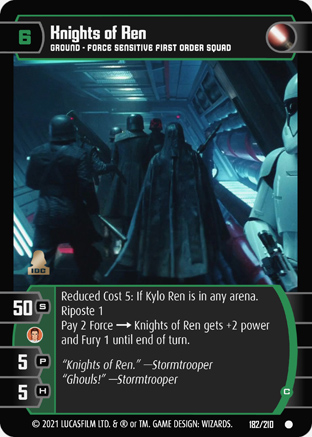 6
Knights of Ren
GROUND - FORCE SENSITIVE FIRST ORDER SQUAD
IDC
50 S
5 P
5 H
Reduced Cost 5: If Kylo Ren is in any arena.
Riposte 1
Pay 2 Force → Knights of Ren gets +2 power
and Fury 1 until end of turn.
“Knights of Ren.” —Stormtrooper
“Ghouls!” —Stormtrooper
C
© 2021 LUCASFILM LTD. & ® or TM. GAME DESIGN: WIZARDS. 182/210